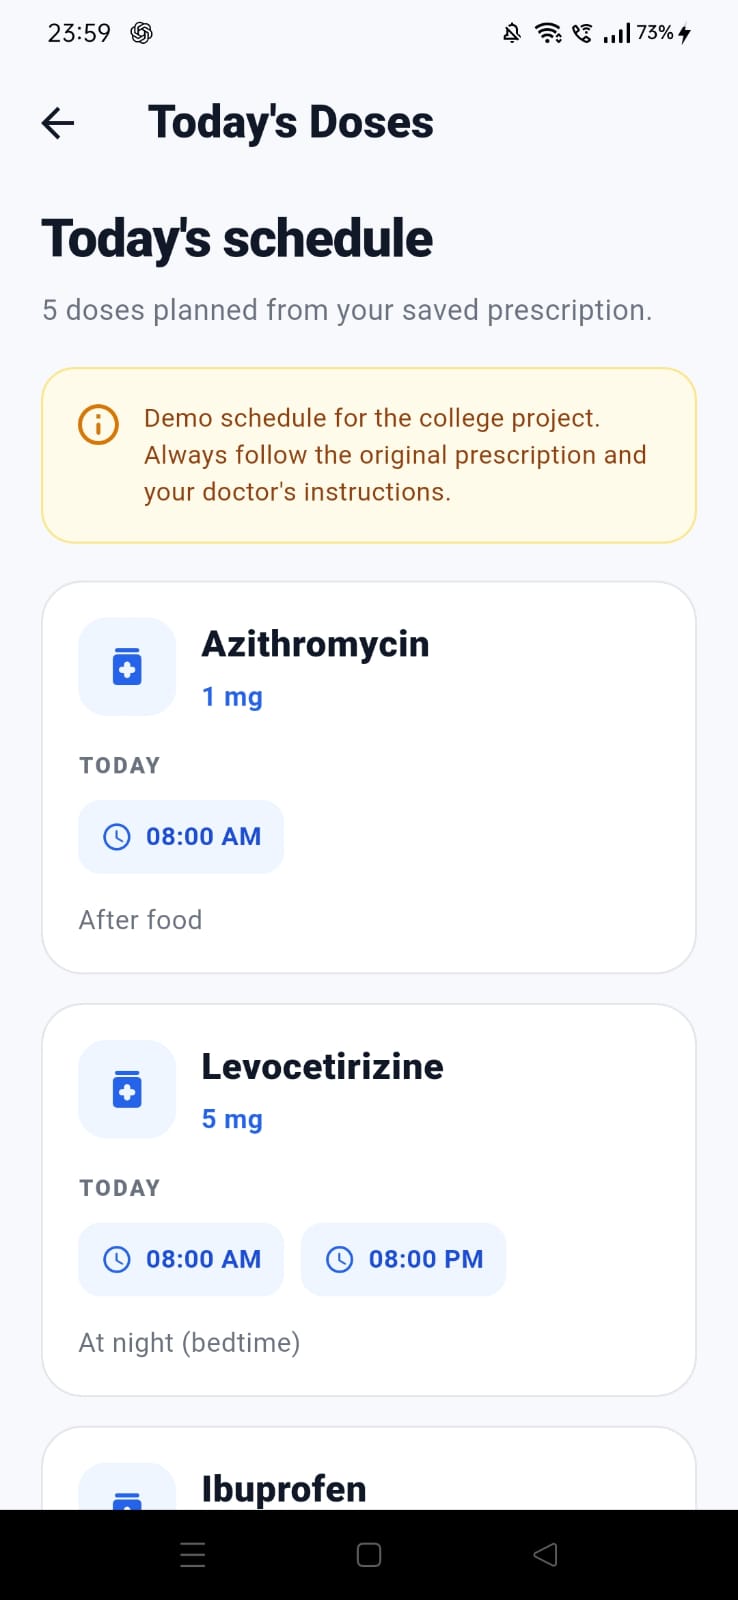 23:59
73%
Today's Doses
Today's schedule
5 doses planned from your saved prescription.
Demo schedule for the college project.
Always follow the original prescription and
your doctor's instructions.
Azithromycin
1 mg
TODAY
08:00 AM
After food
Levocetirizine
5 mg
TODAY
08:00 AM 08:00 PM
At night (bedtime)
Ibuprofen